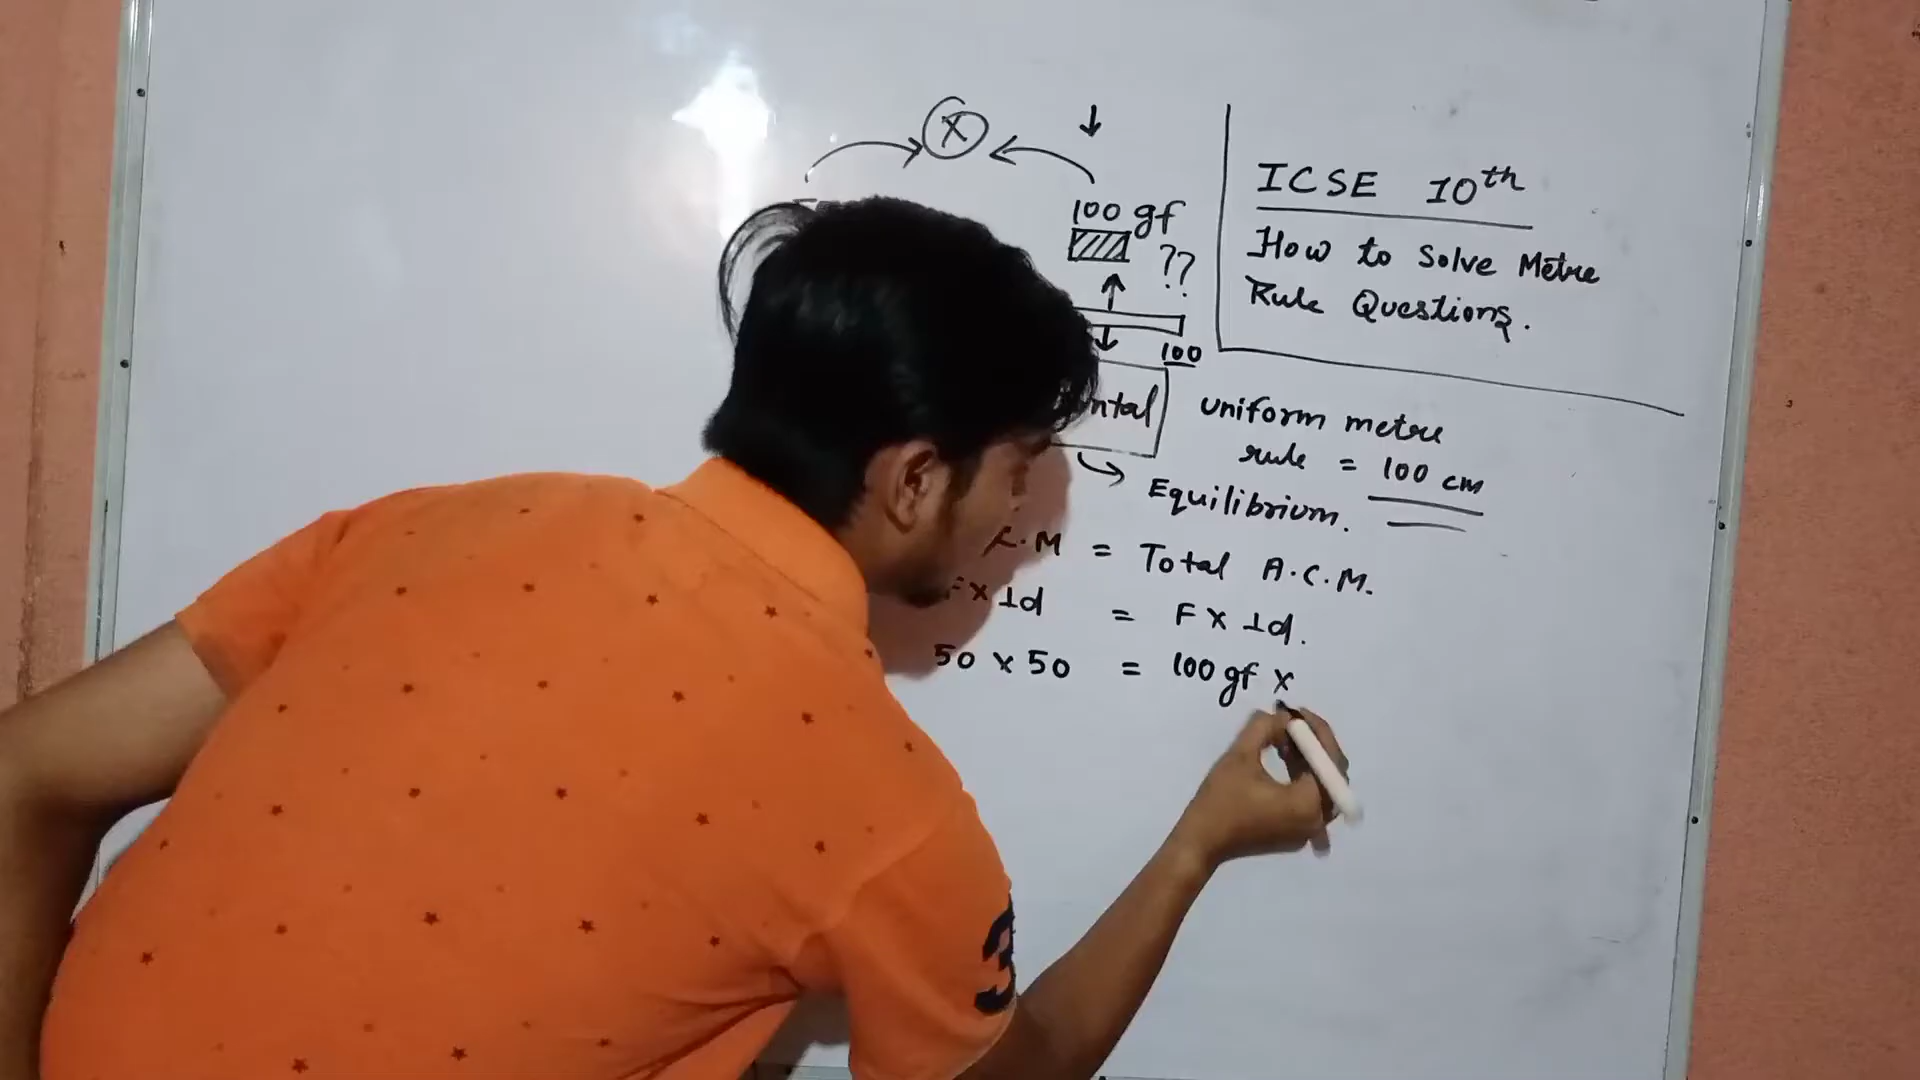 X
↓
100 gf
??
100
ICSE 10th
How to Solve Metre
Rule Questions.
uniform metre
rule = 100 cm
Equilibrium.
.M = Total A.C.M.
F X ⊥d = F X ⊥d.
50 x 50 = 100 gf x
3